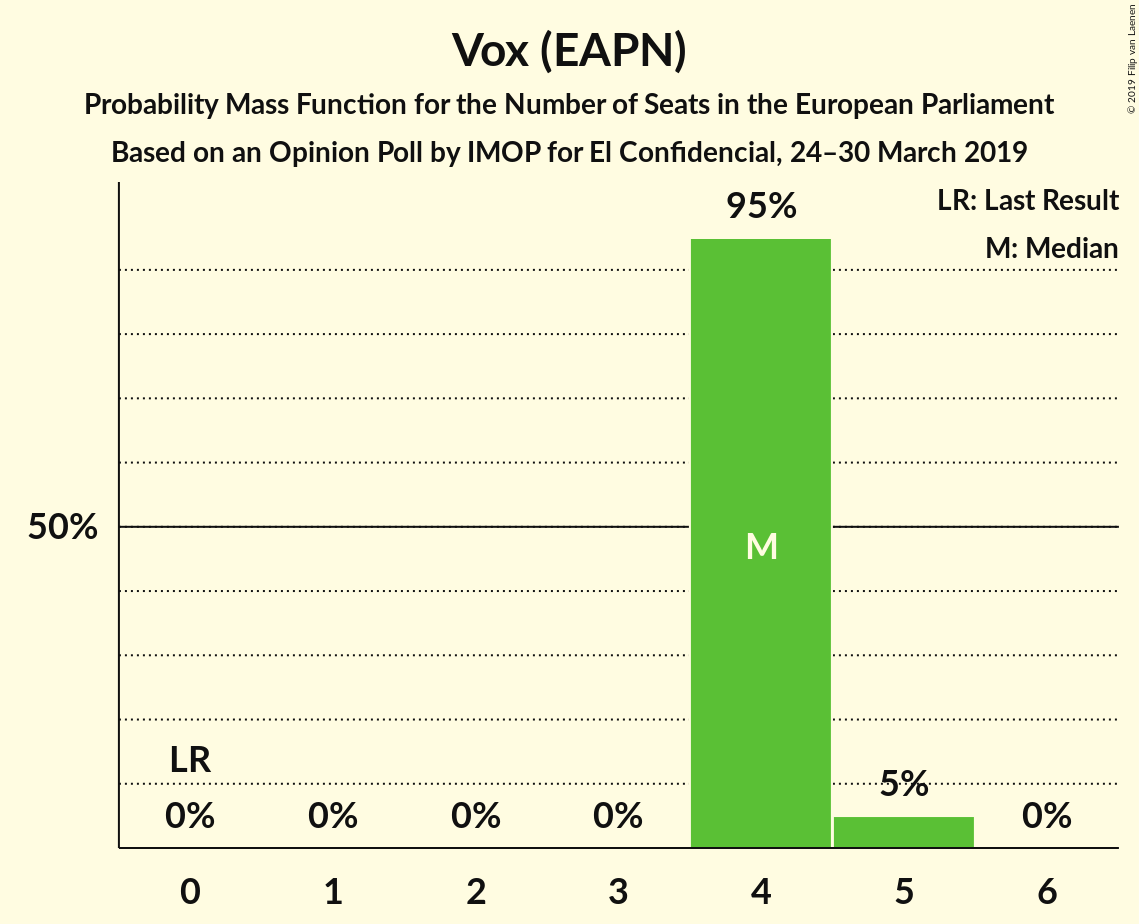 Vox (EAPN)
Probability Mass Function for the Number of Seats in the European Parliament
Based on an Opinion Poll by IMOP for El Confidencial, 24–30 March 2019
© 2019 Filip van Laenen
LR: Last Result
M: Median
95%
50%
M
LR
0%
0%
0%
0%
5%
0%
0
1
2
3
4
5
6